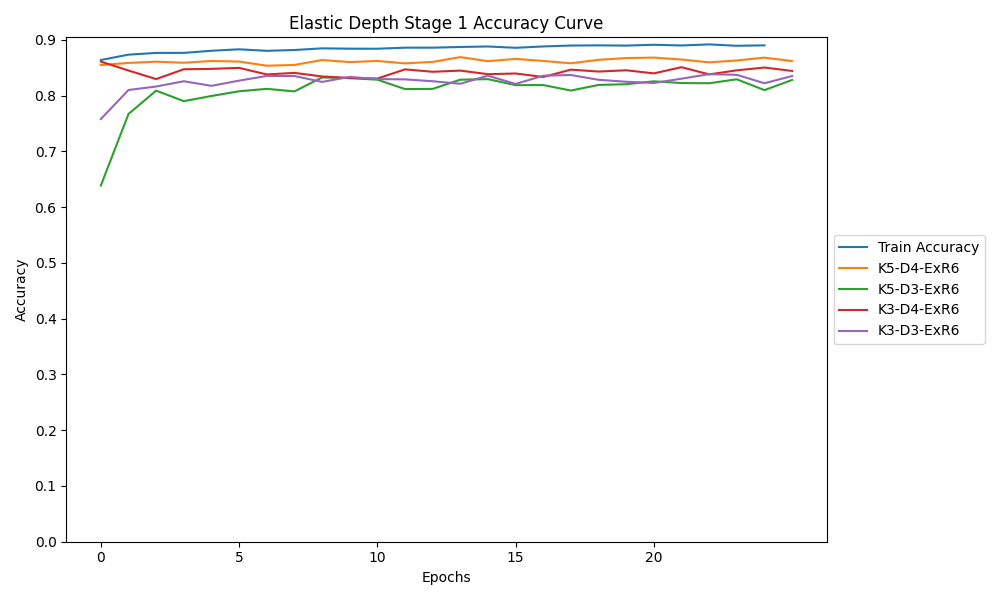 Elastic Depth Stage 1 Accuracy Curve
0.9
0.8
0.7
0.6
0.5
0.4
0.3
0.2
0.1
0.0
Accuracy
0
5
10
15
20
Epochs
Train Accuracy
K5-D4-ExR6
K5-D3-ExR6
K3-D4-ExR6
K3-D3-ExR6